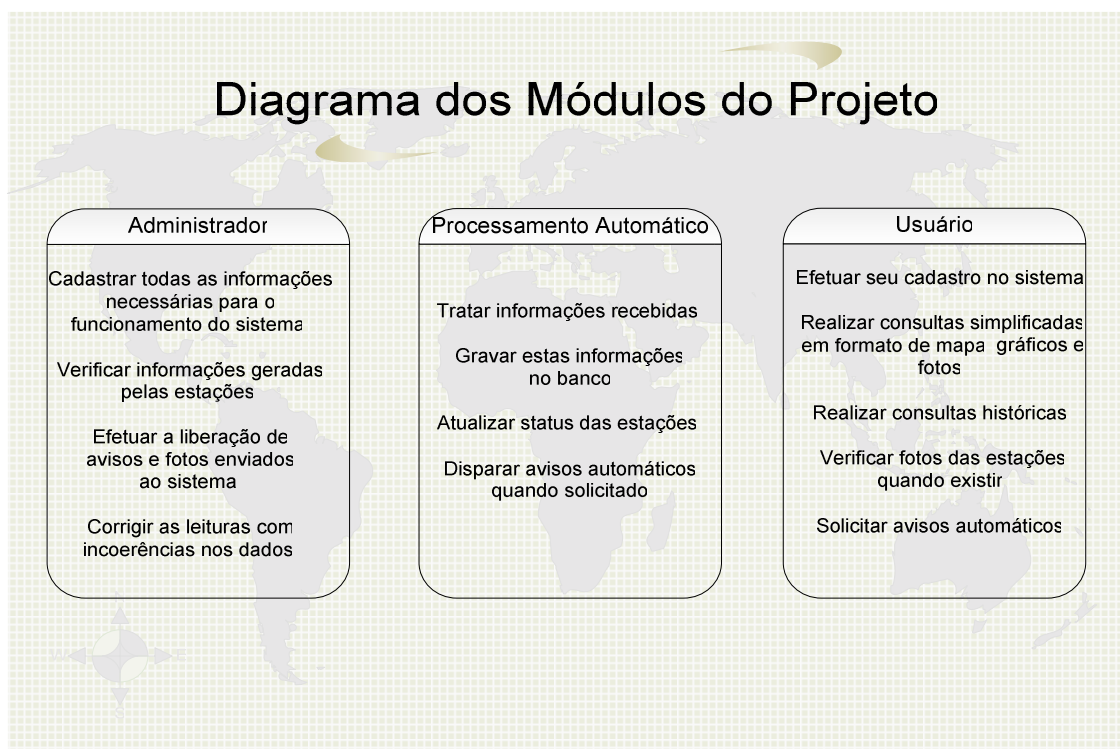 Diagrama dos Módulos do Projeto
Administrador
Cadastrar todas as informações
necessárias para o
funcionamento do sistema
Verificar informações geradas
pelas estações
Efetuar a liberação de
avisos e fotos enviados
ao sistema
Corrigir as leituras com
incoerências nos dados
Processamento Automático
Tratar informações recebidas
Gravar estas informações
no banco
Atualizar status das estações
Disparar avisos automáticos
quando solicitado
Usuário
Efetuar seu cadastro no sistema
Realizar consultas simplificadas
em formato de mapa gráficos e
fotos
Realizar consultas históricas
Verificar fotos das estações
quando existir
Solicitar avisos automáticos
W E
S